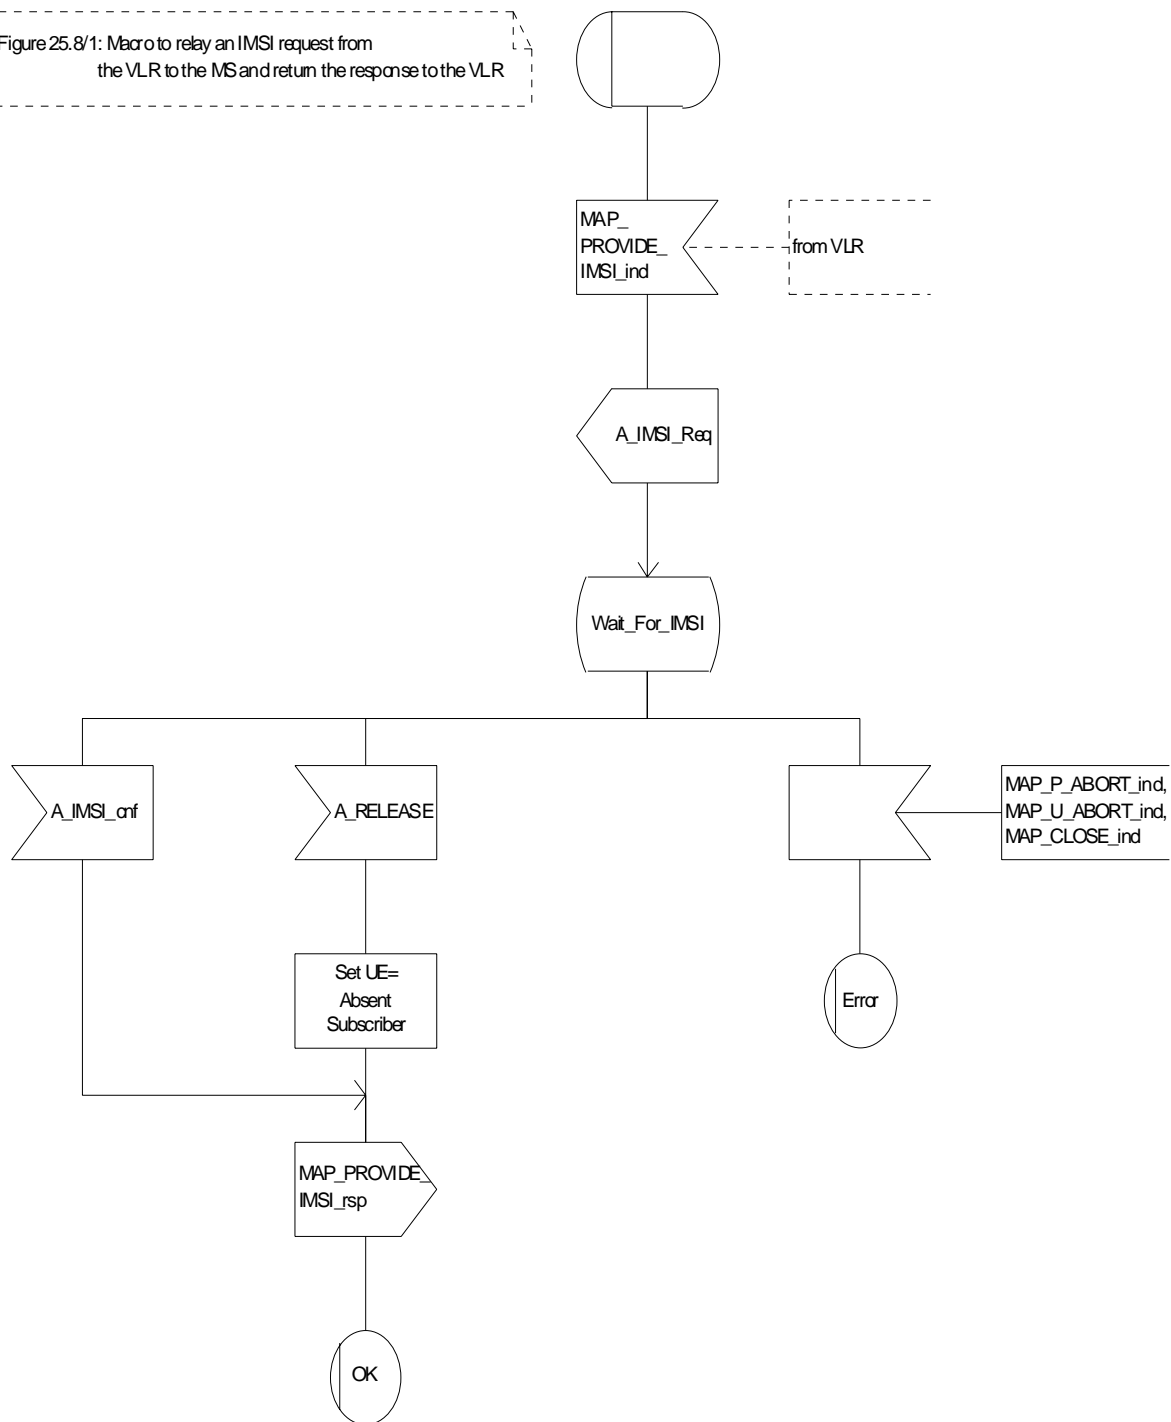 Figure 25.8/1: Macro to relay an IMSI request from
the VLR to the MS and return the response to the VLR
MAP_
PROVIDE_
IMSI_ind
from VLR
A_IMSI_Req
Wait_For_IMSI
A_IMSI_cnf
A_RELEASE
MAP_P_ABORT_ind,
MAP_U_ABORT_ind,
MAP_CLOSE_ind
Set UE=
Absent
Subscriber
Error
MAP_PROVIDE_
IMSI_rsp
OK